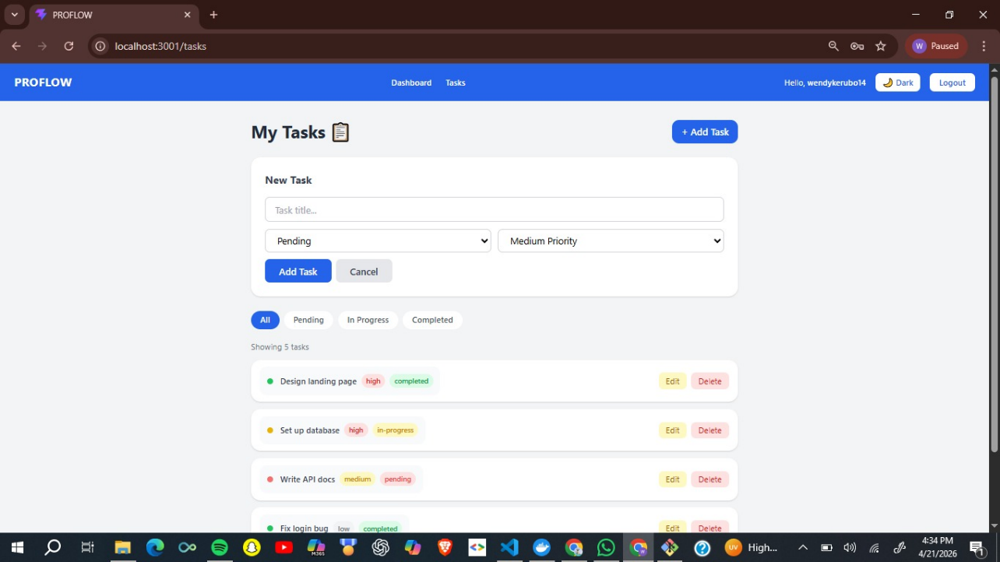 PROFLOW
localhost:3001/tasks
W Paused
PROFLOW Dashboard Tasks Hello, wendykerubo14 🌙 Dark Logout
My Tasks 📋 + Add Task
New Task
Task title...
Pending Medium Priority
Add Task Cancel
All Pending In Progress Completed
Showing 5 tasks
Design landing page high completed Edit Delete
Set up database high in-progress Edit Delete
Write API docs medium pending Edit Delete
Fix login bug low completed Edit Delete
M365
UV High...
4:34 PM
4/21/2026
1